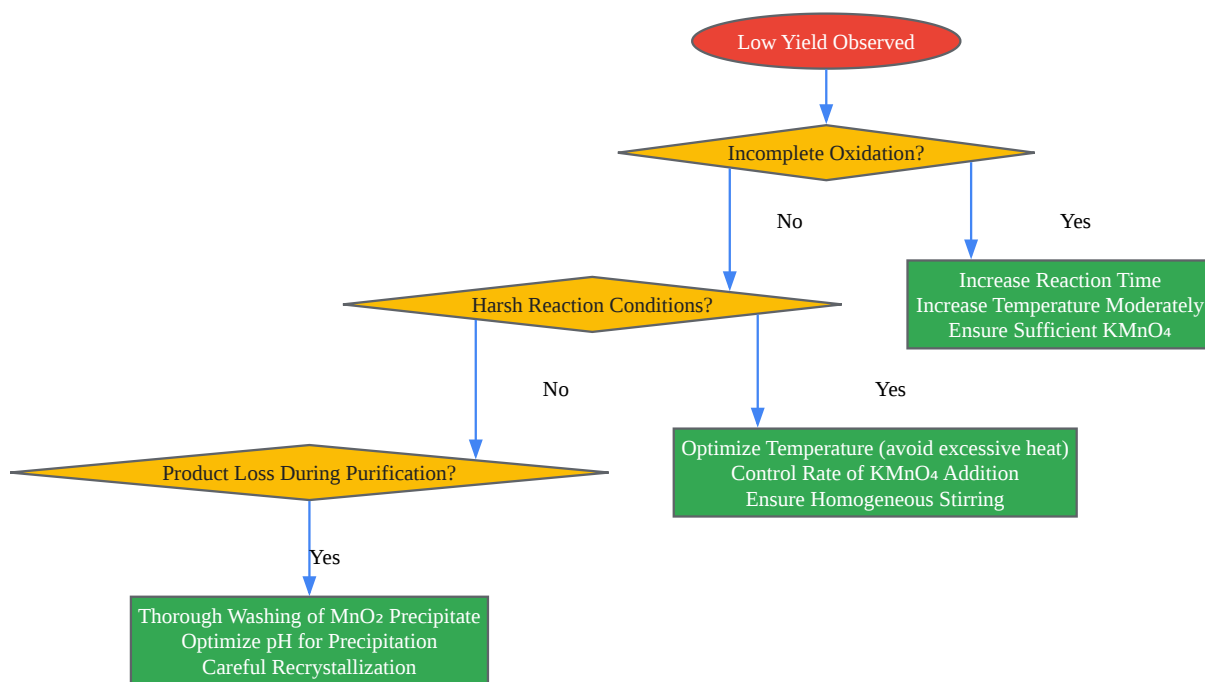 Low Yield Observed
Incomplete Oxidation?
No
Yes
Increase Reaction Time
Increase Temperature Moderately
Ensure Sufficient KMnO₄
Harsh Reaction Conditions?
No
Yes
Optimize Temperature (avoid excessive heat)
Control Rate of KMnO₄ Addition
Ensure Homogeneous Stirring
Product Loss During Purification?
Yes
Thorough Washing of MnO₂ Precipitate
Optimize pH for Precipitation
Careful Recrystallization